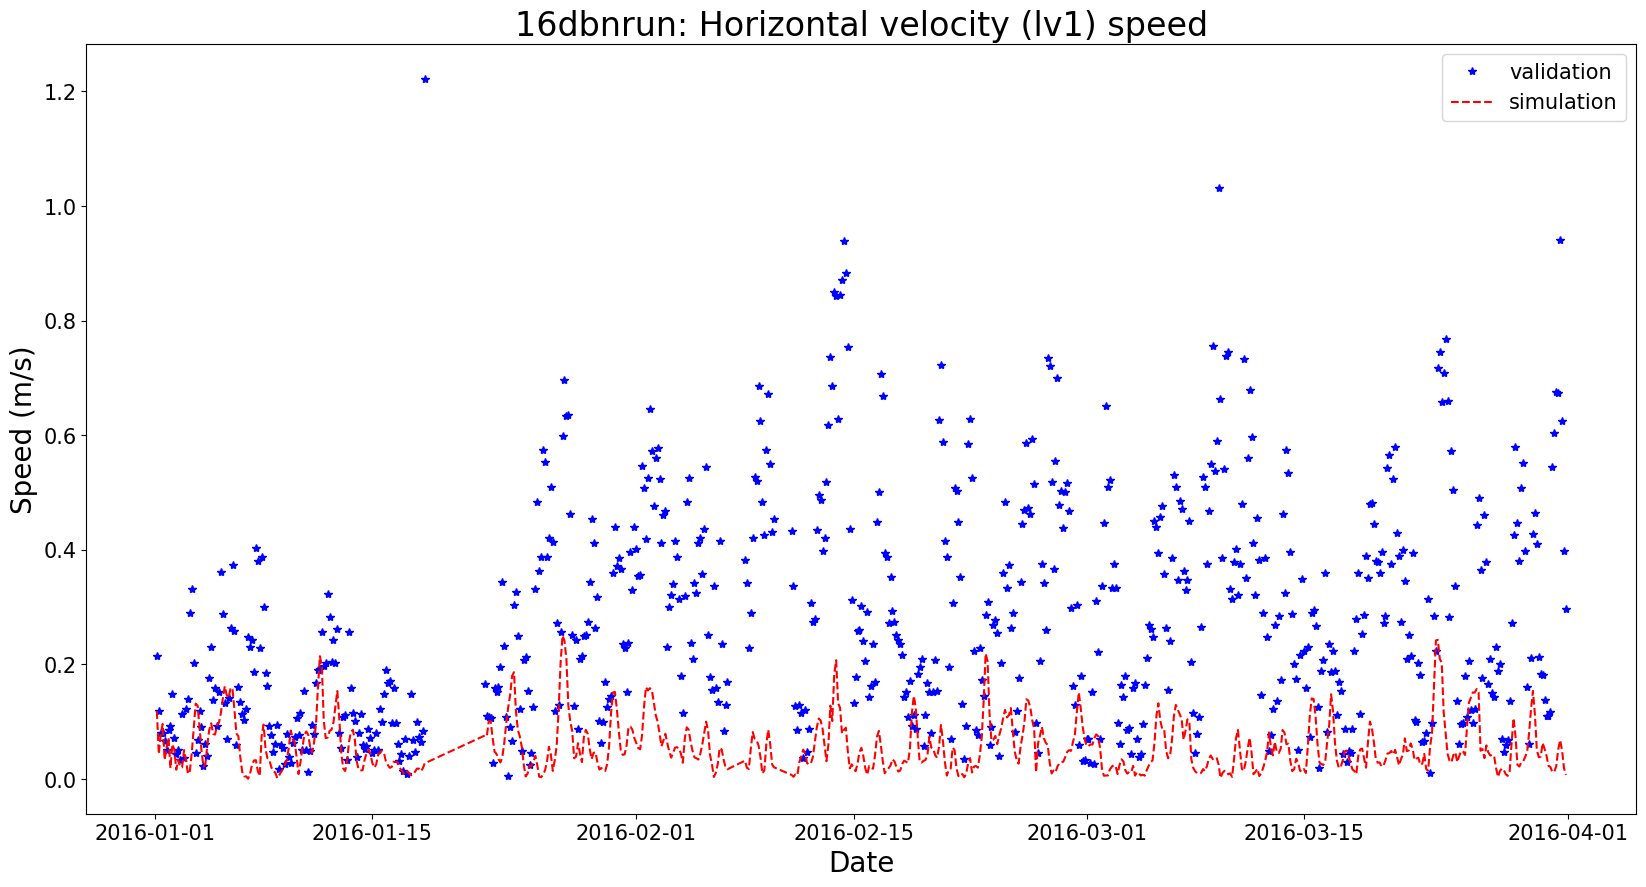 16dbnrun: Horizontal velocity (lv1) speed
validation
simulation
1.2
1.0
0.8
0.6
0.4
0.2
0.0
Speed (m/s)
2016-01-01
2016-01-15
2016-02-01
2016-02-15
2016-03-01
2016-03-15
2016-04-01
Date